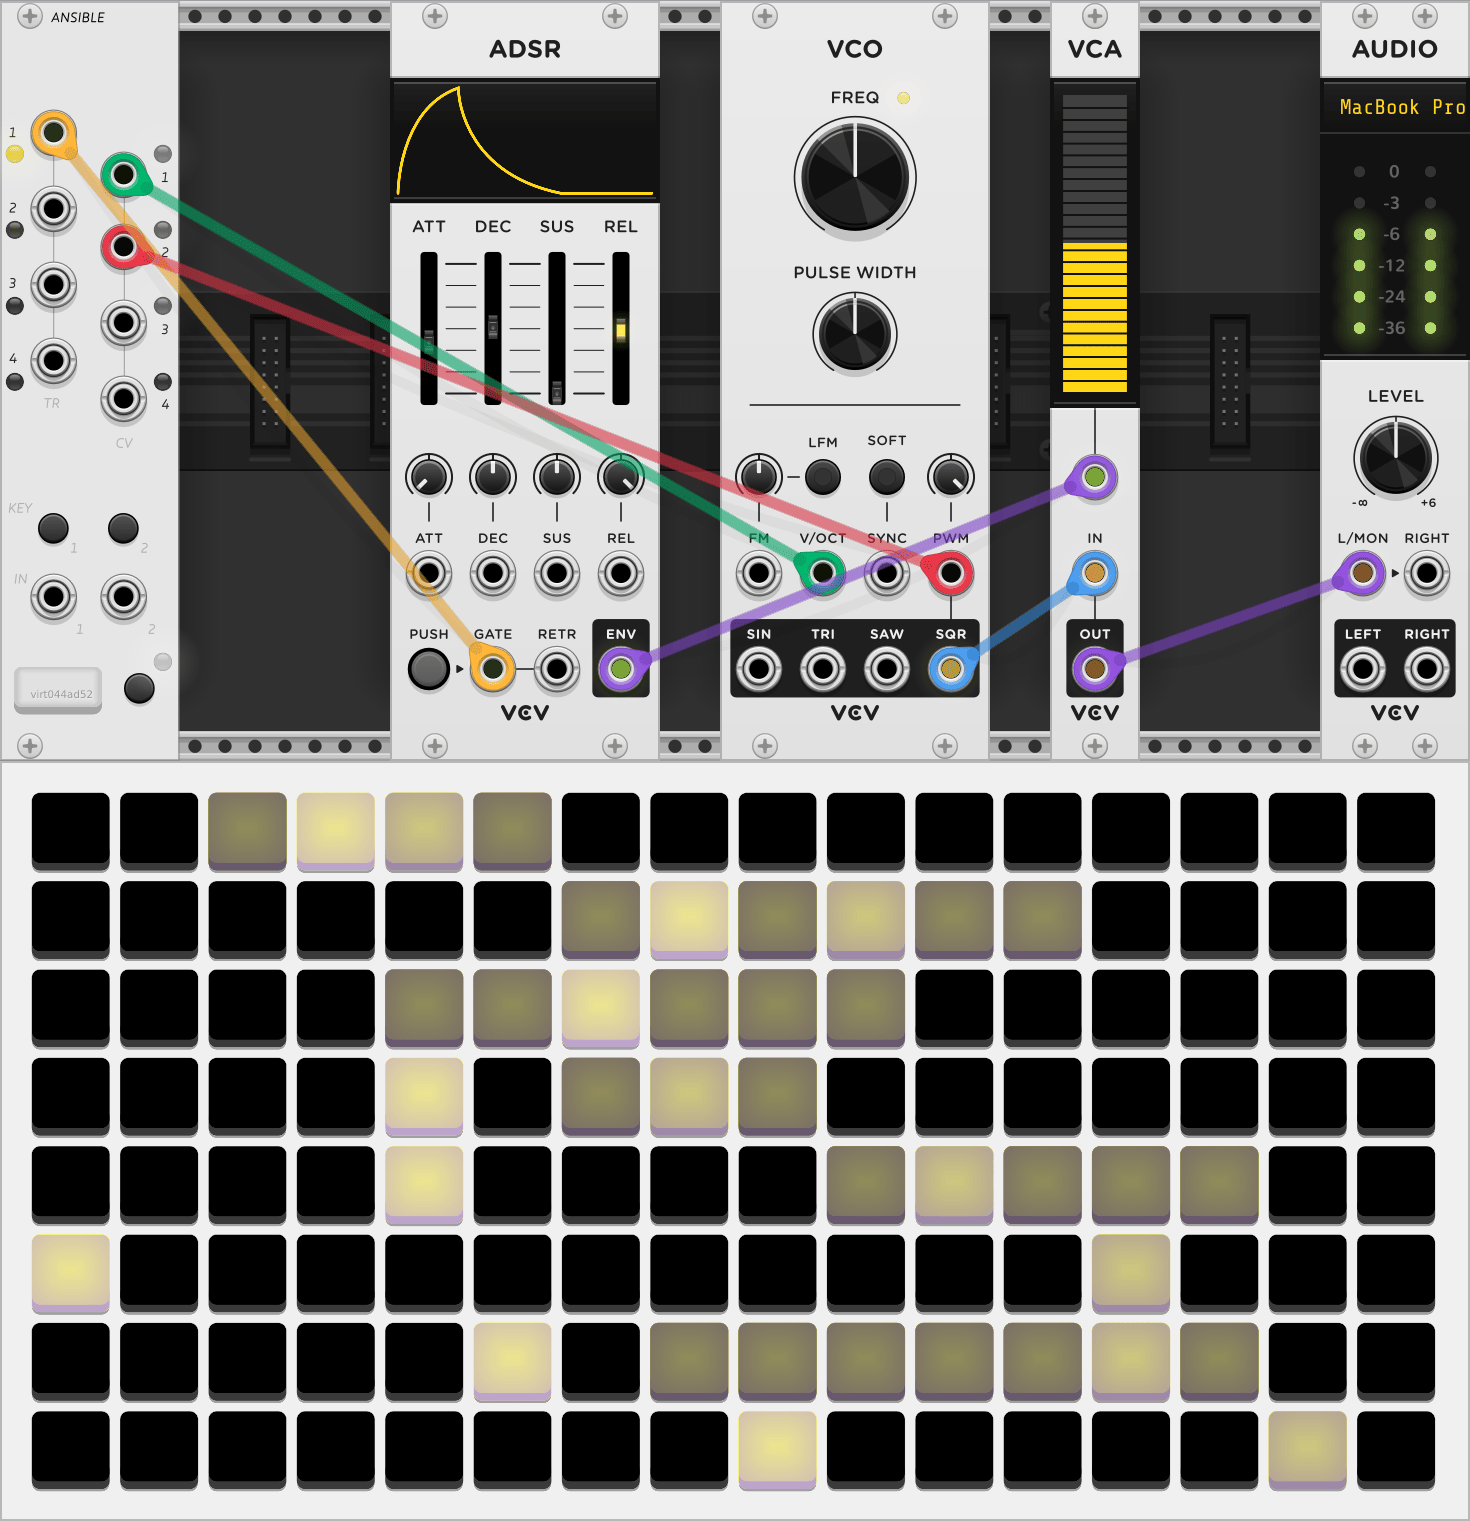 ANSIBLE
1
1
2
2
3
3
4
4
TR
CV
KEY
1
2
IN
1
2
virt044ad52
ADSR
ATT DEC SUS REL
ATT DEC SUS REL
PUSH GATE RETR ENV
VCV
VCO
FREQ
PULSE WIDTH
LFM SOFT
FM V/OCT SYNC PWM
SIN TRI SAW SQR
VCV
VCA
IN
OUT
VCV
AUDIO
MacBook Pro
0
-3
-6
-12
-24
-36
LEVEL
-∞ +6
L/MON RIGHT
LEFT RIGHT
VCV